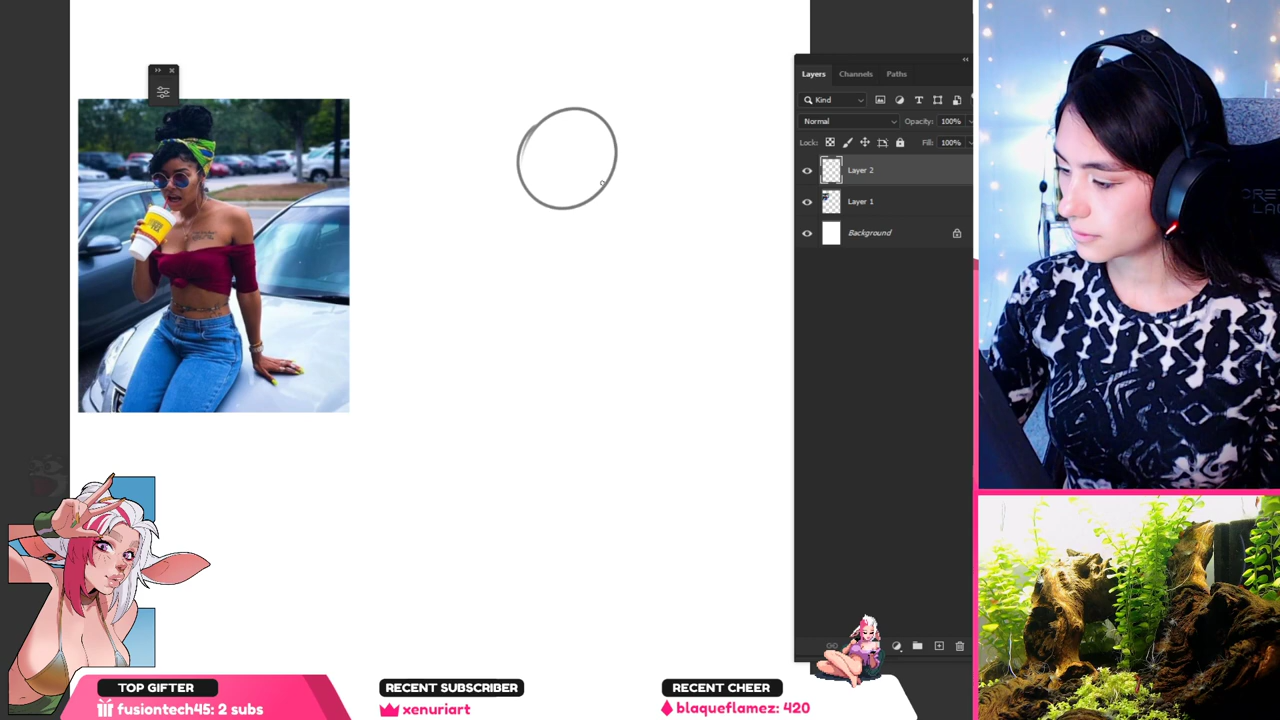 Layers Channels Paths
Kind
Normal Opacity: 100%
Lock: Fill: 100%
Layer 2
Layer 1
Background
TOP GIFTER
fusiontech45: 2 subs
RECENT SUBSCRIBER
xenuriart
RECENT CHEER
blaqueflamez: 420